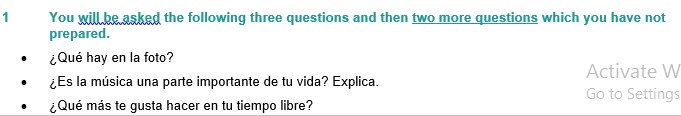 1 You will be asked the following three questions and then two more questions which you have not
prepared.
• ¿Qué hay en la foto?
• ¿Es la música una parte importante de tu vida? Explica.
• ¿Qué más te gusta hacer en tu tiempo libre?
Activate W
Go to Settings